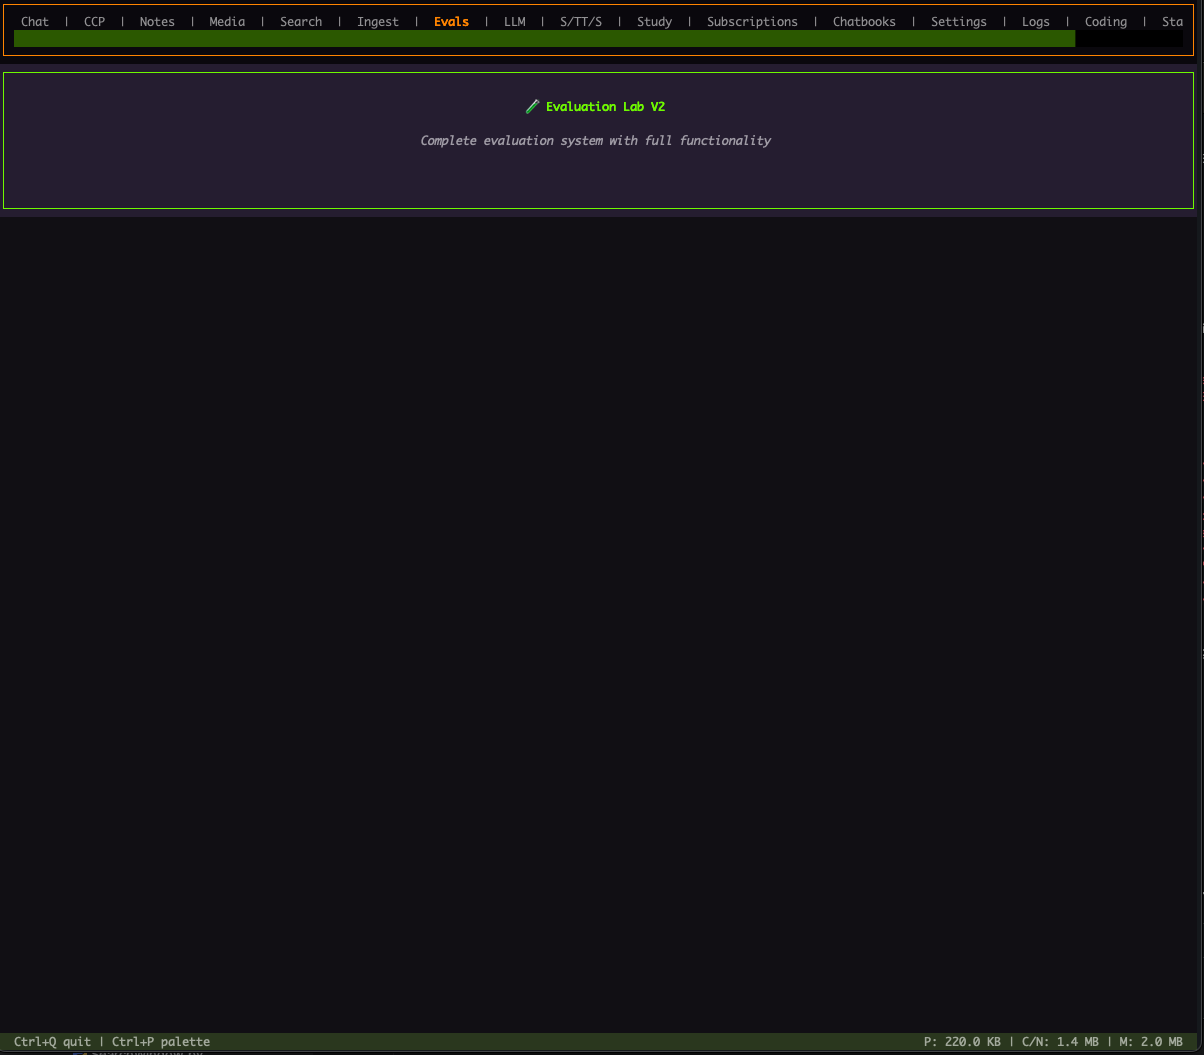 Chat | CCP | Notes | Media | Search | Ingest | Evals | LLM | S/TT/S | Study | Subscriptions | Chatbooks | Settings | Logs | Coding | Sta
Evaluation Lab V2
Complete evaluation system with full functionality
Ctrl+Q quit | Ctrl+P palette
P: 220.0 KB | C/N: 1.4 MB | M: 2.0 MB